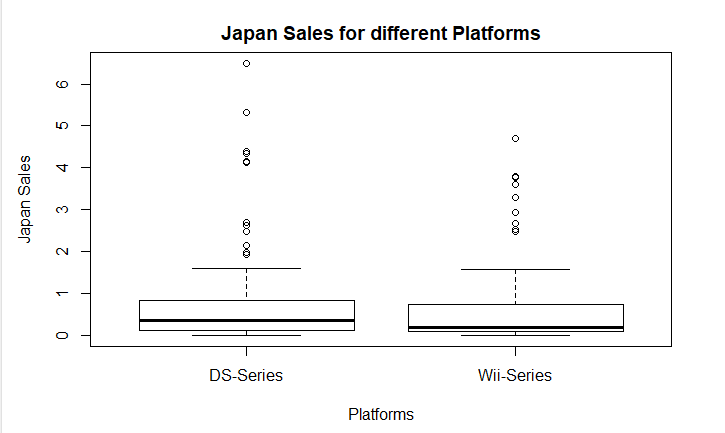 Japan Sales for different Platforms
6
5
4
3
2
1
0
Japan Sales
DS-Series
Wii-Series
Platforms